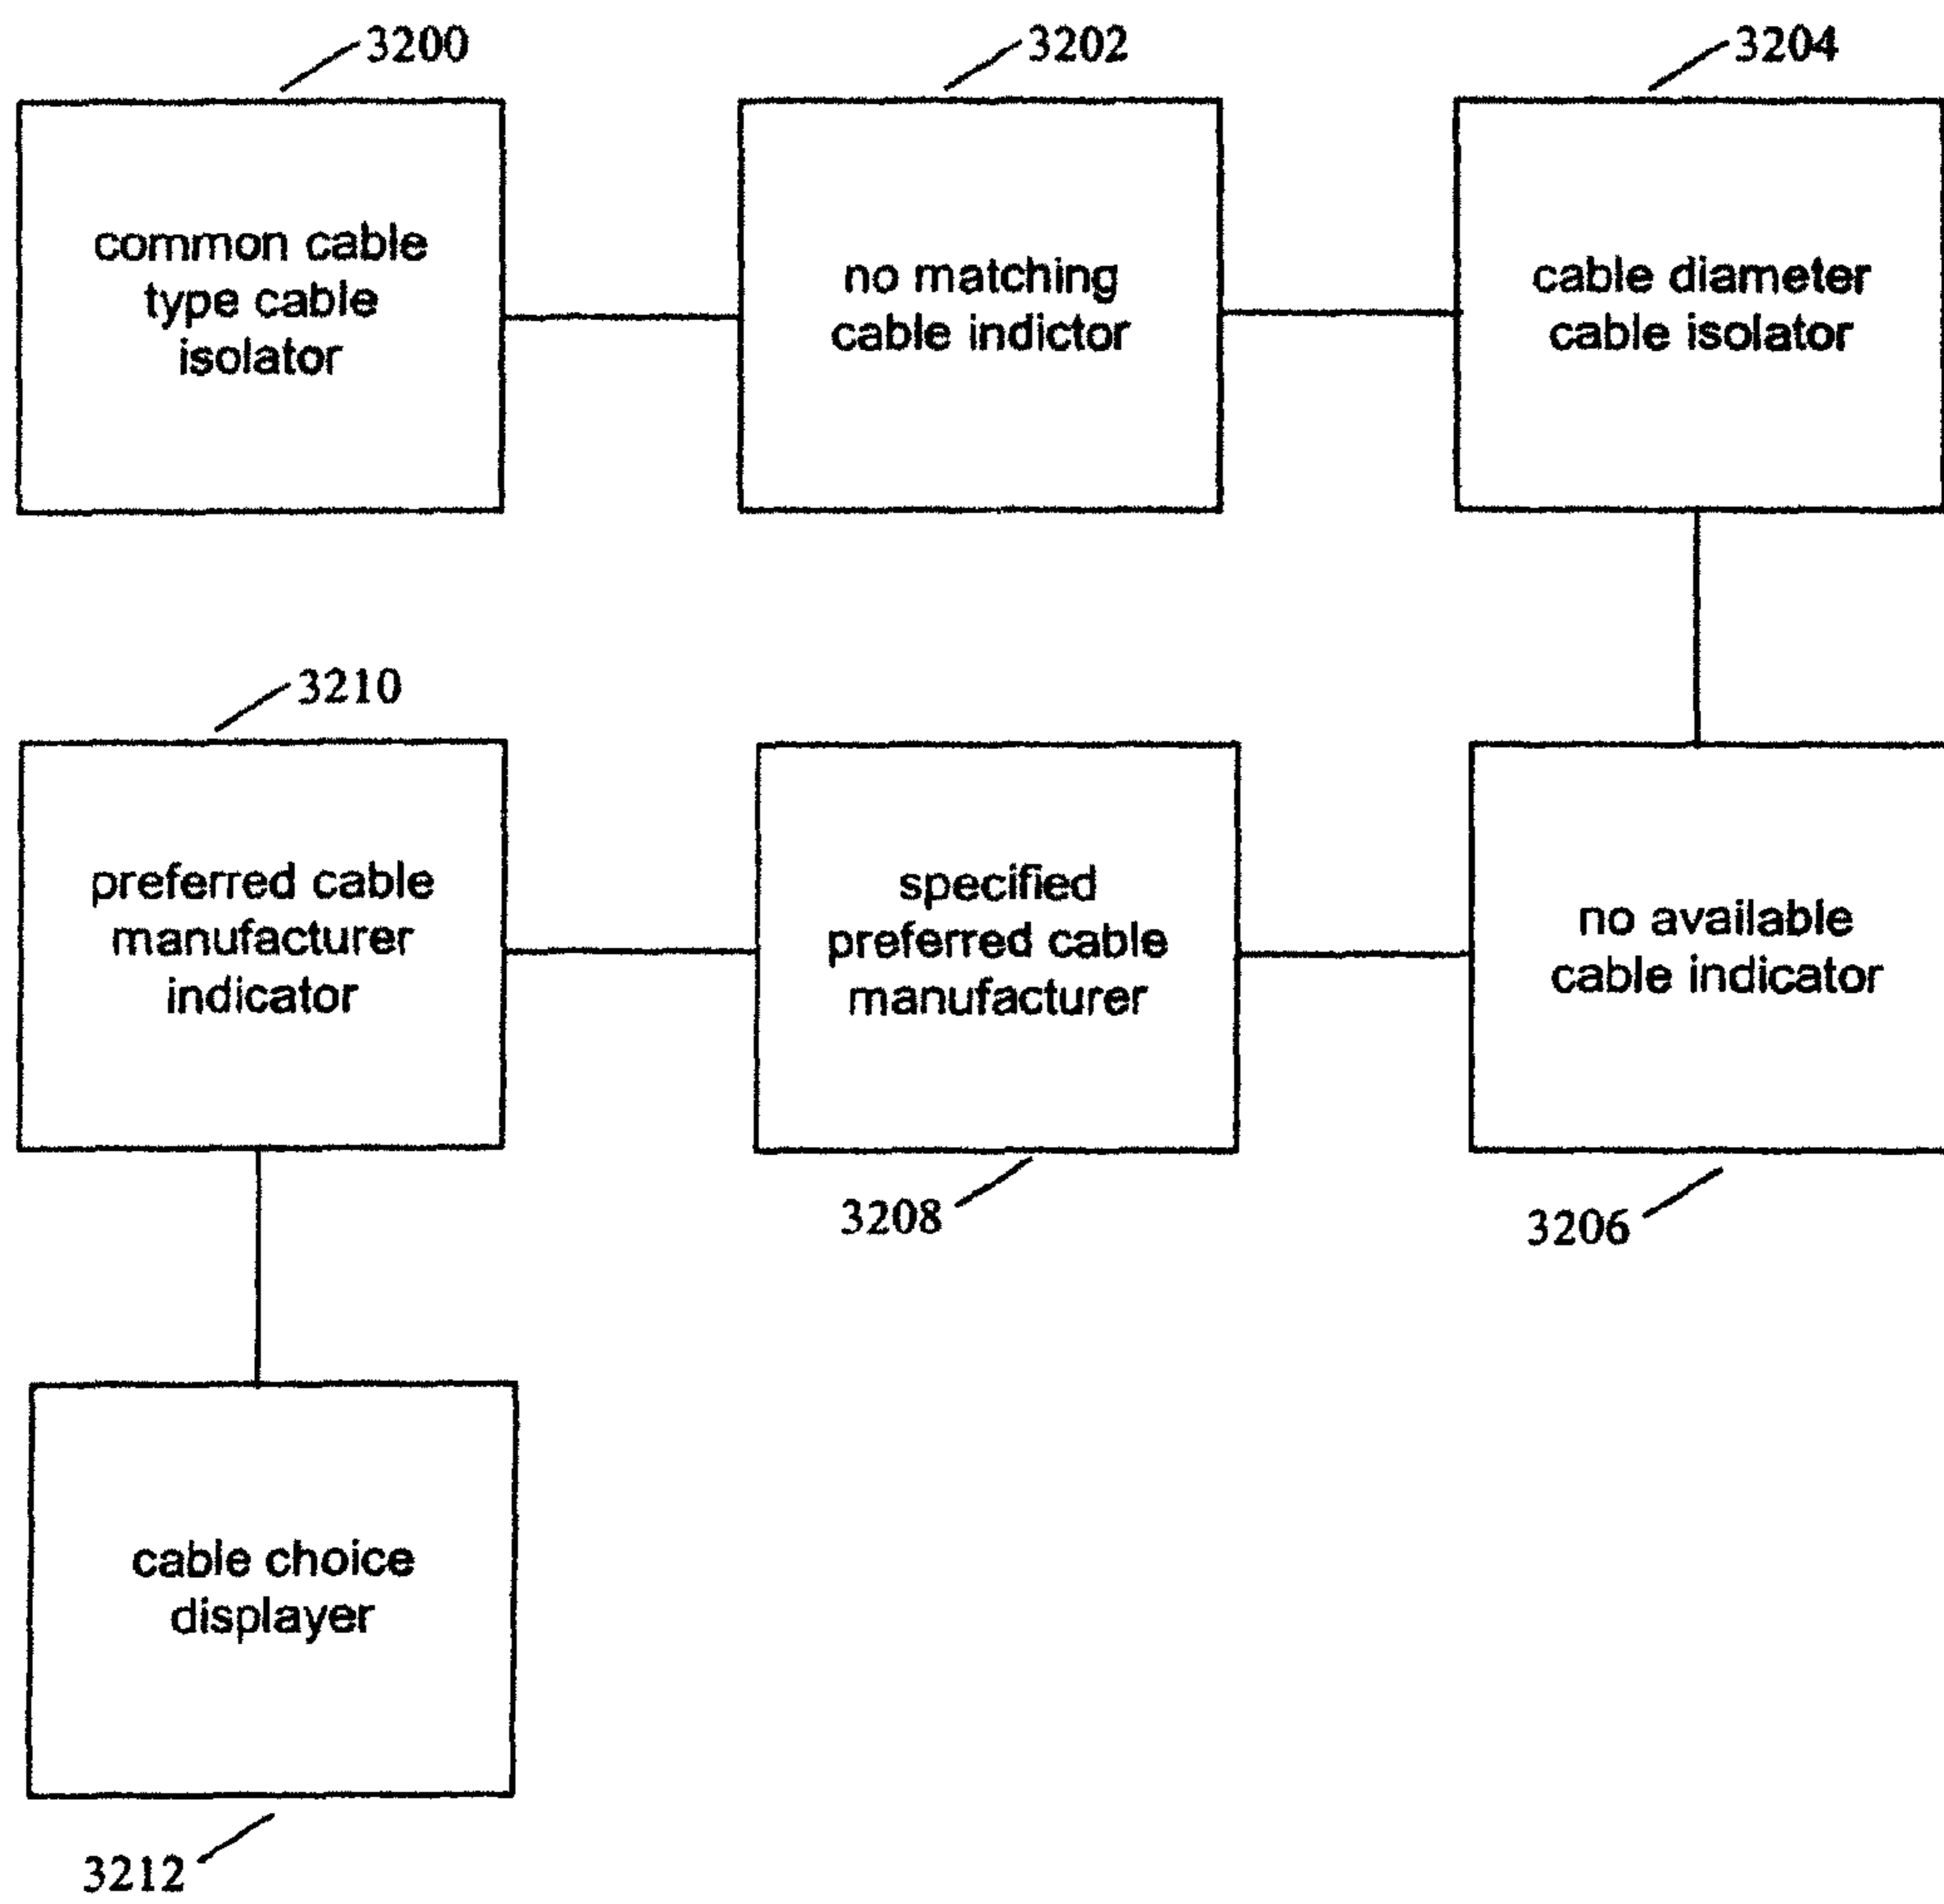 3200
common cable
type cable
isolator
3202
no matching
cable indictor
3204
cable diameter
cable isolator
3210
preferred cable
manufacturer
indicator
specified
preferred cable
manufacturer
3208
no available
cable indicator
3206
cable choice
displayer
3212